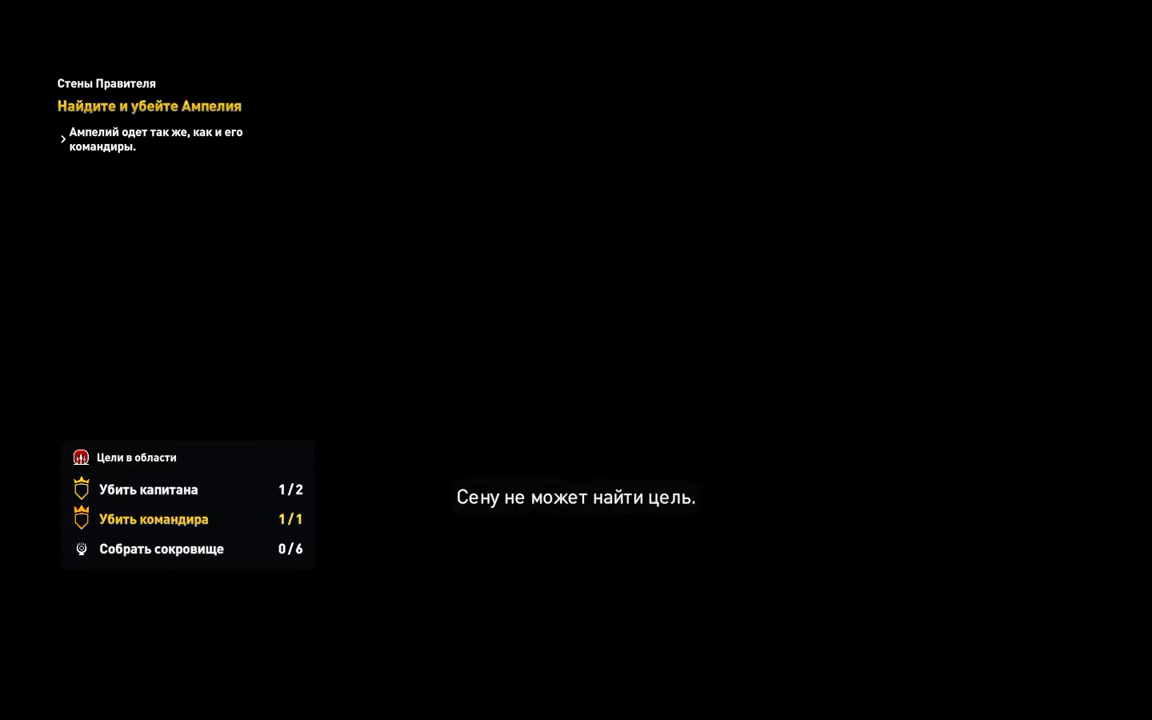 Стены Правителя
Найдите и убейте Ампелия
Ампелий одет так же, как и его
командиры.
Цели в области
Убить капитана 1/2
Убить командира 1/1
Собрать сокровище 0/6
Сену не может найти цель.